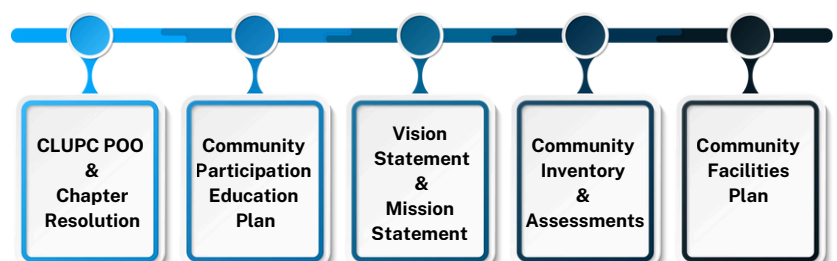 CLUPC POO
&
Chapter
Resolution
Community
Participation
Education
Plan
Vision
Statement
&
Mission
Statement
Community
Inventory
&
Assessments
Community
Facilities
Plan